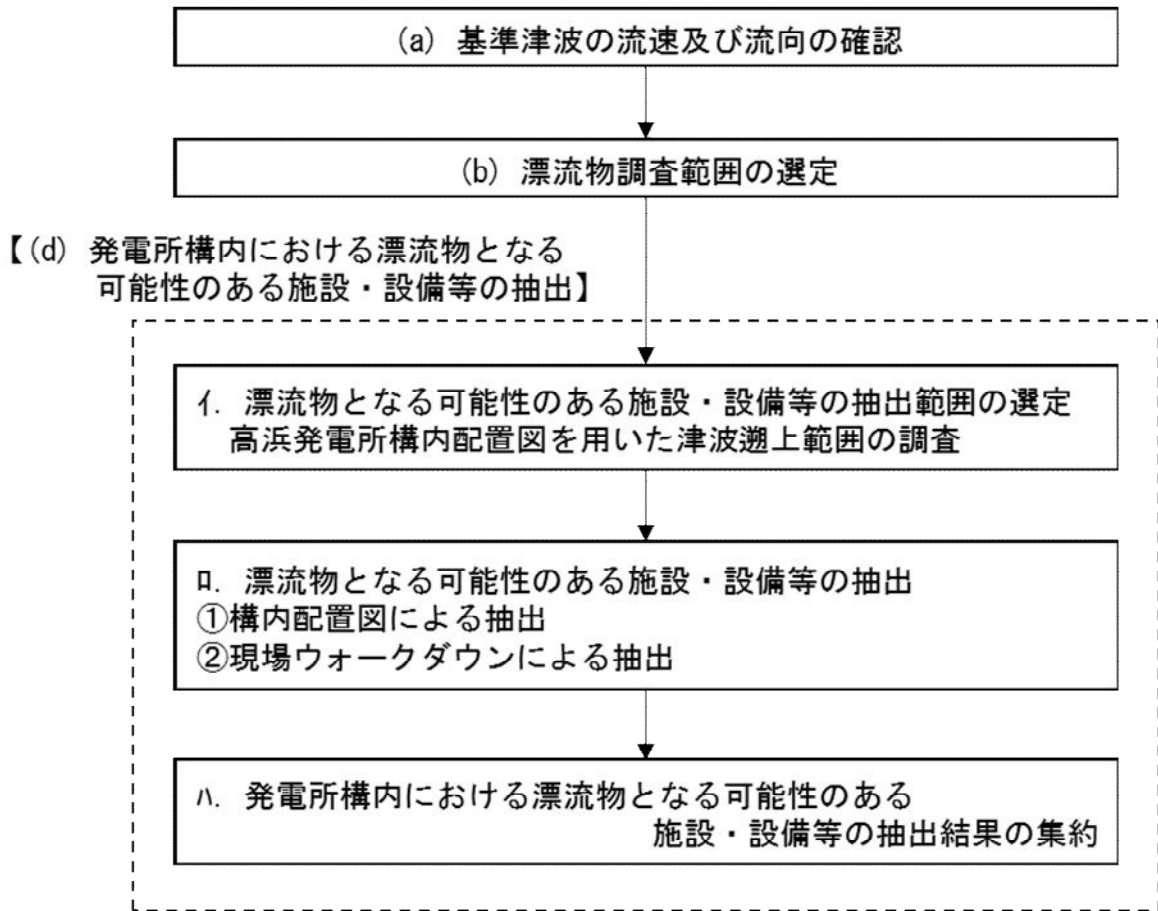 (a) 基準津波の流速及び流向の確認
(b) 漂流物調査範囲の選定
【(d) 発電所構内における漂流物となる
可能性のある施設・設備等の抽出】
ｲ. 漂流物となる可能性のある施設・設備等の抽出範囲の選定
高浜発電所構内配置図を用いた津波遡上範囲の調査
ﾛ. 漂流物となる可能性のある施設・設備等の抽出
①構内配置図による抽出
②現場ウォークダウンによる抽出
ﾊ. 発電所構内における漂流物となる可能性のある
施設・設備等の抽出結果の集約